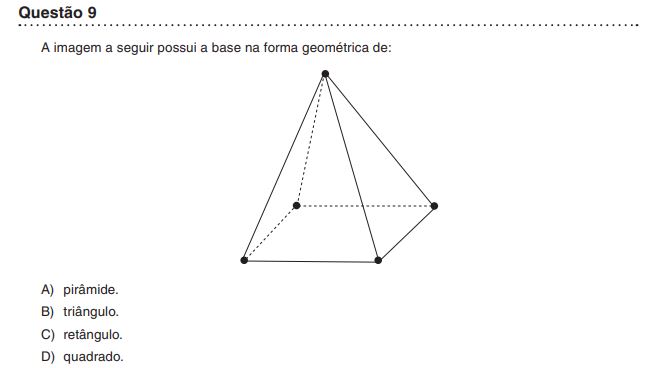 Questão 9
A imagem a seguir possui a base na forma geométrica de:
A) pirâmide.
B) triângulo.
C) retângulo.
D) quadrado.